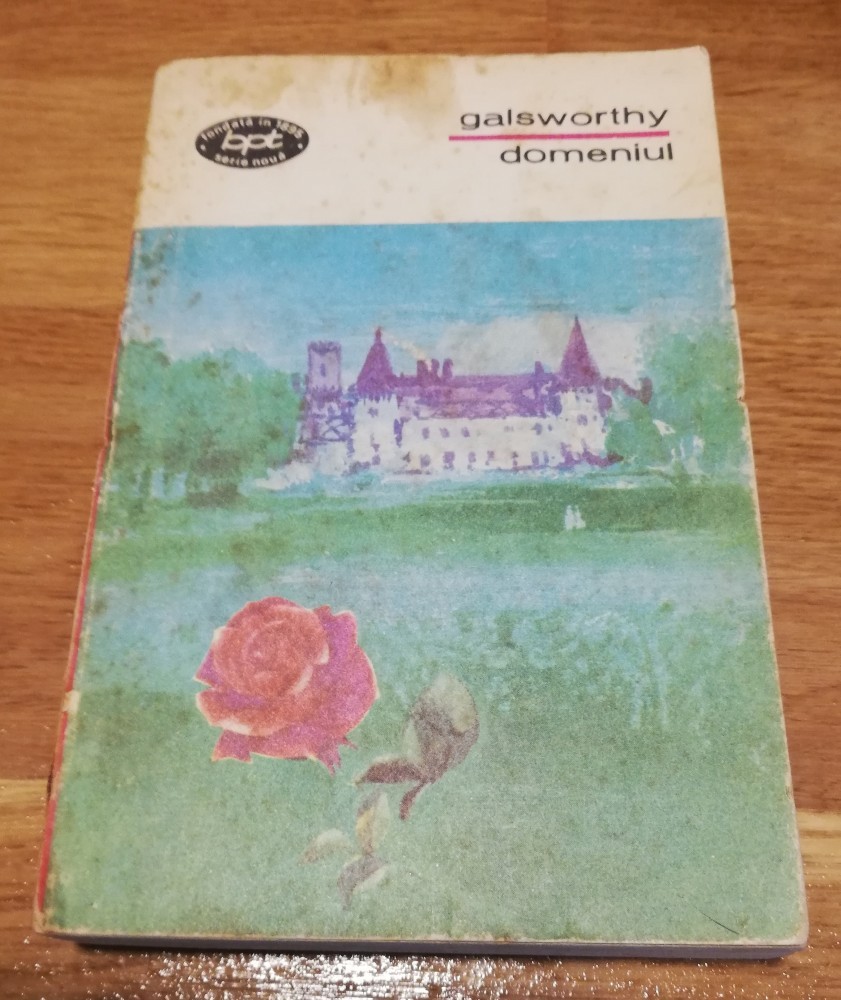 fondată în 1895
bpt
serie nouă
galsworthy
domeniul